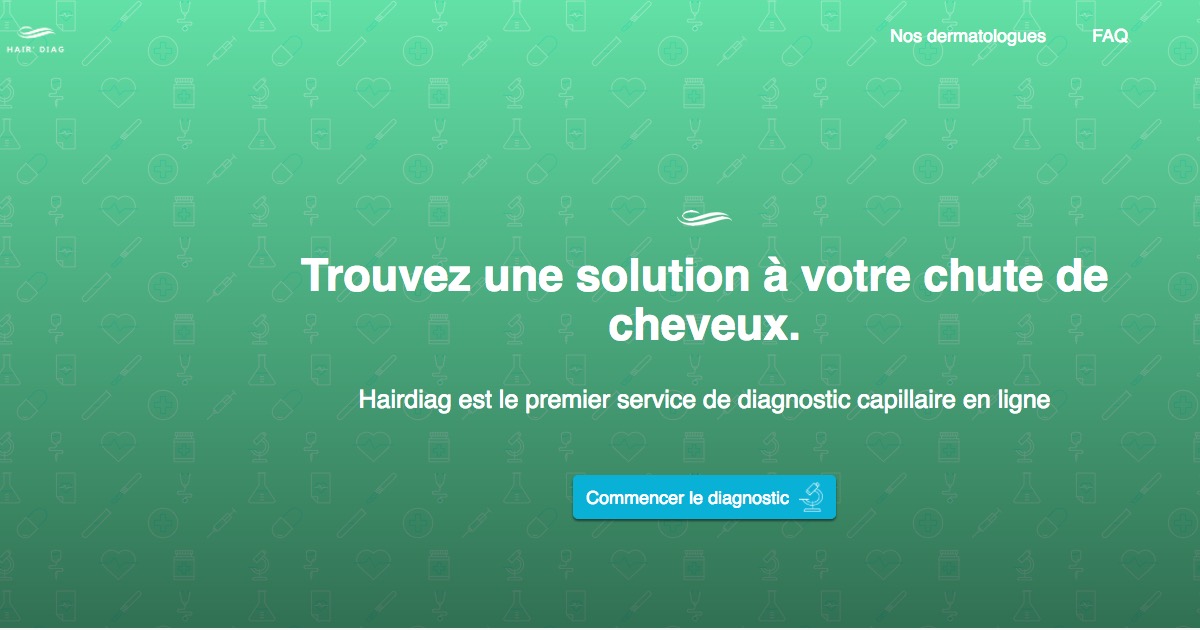 HAIR' DIAG
Nos dermatologues
FAQ
Trouvez une solution à votre chute de
cheveux.
Hairdiag est le premier service de diagnostic capillaire en ligne
Commencer le diagnostic